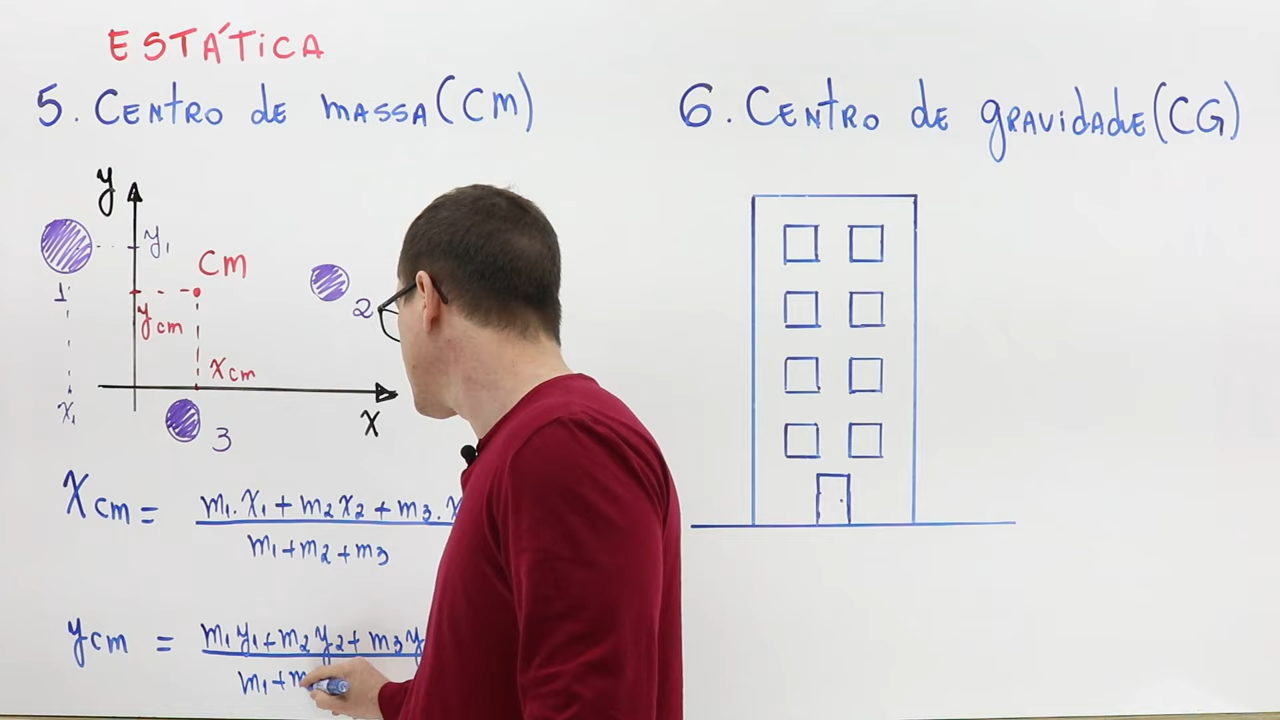 ESTÁTICA
5. CENTRO DE MASSA (CM)
y
y₁
CM
1
2
yCM
xCM
x₁
x
3
XCM = m₁.x₁ + m₂x₂ + m₃.x
m₁ + m₂ + m₃
yCM = m₁y₁ + m₂y₂ + m₃y
m₁ + m
6. CENTRO DE GRAVIDADE (CG)